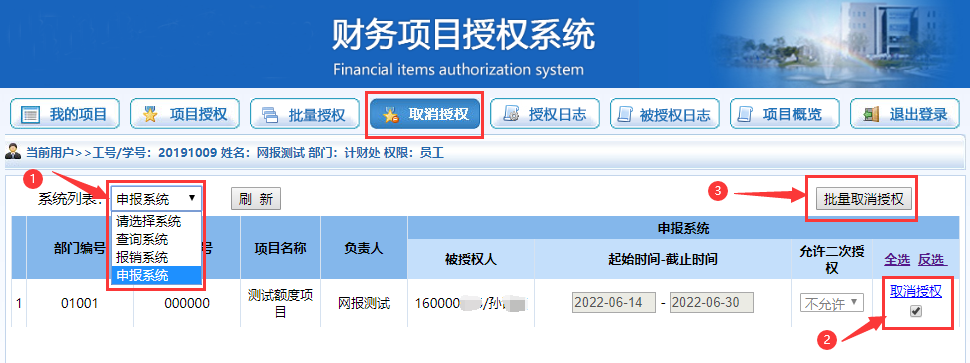 财务项目授权系统
Financial items authorization system
我的项目 项目授权 批量授权 取消授权 授权日志 被授权日志 项目概览 退出登录
当前用户>>工号/学号：20191009 姓名：网报测试 部门：计财处 权限：员工
1
系统列表： 申报系统 刷 新
3
批量取消授权
请选择系统
查询系统
报销系统
申报系统
申报系统
部门编号 号 项目名称 负责人
被授权人 起始时间-截止时间 允许二次授权 全选 反选
1 01001 000000 测试额度项目 网报测试 160000 /孙 2022-06-14 - 2022-06-30 不允许 取消授权
2